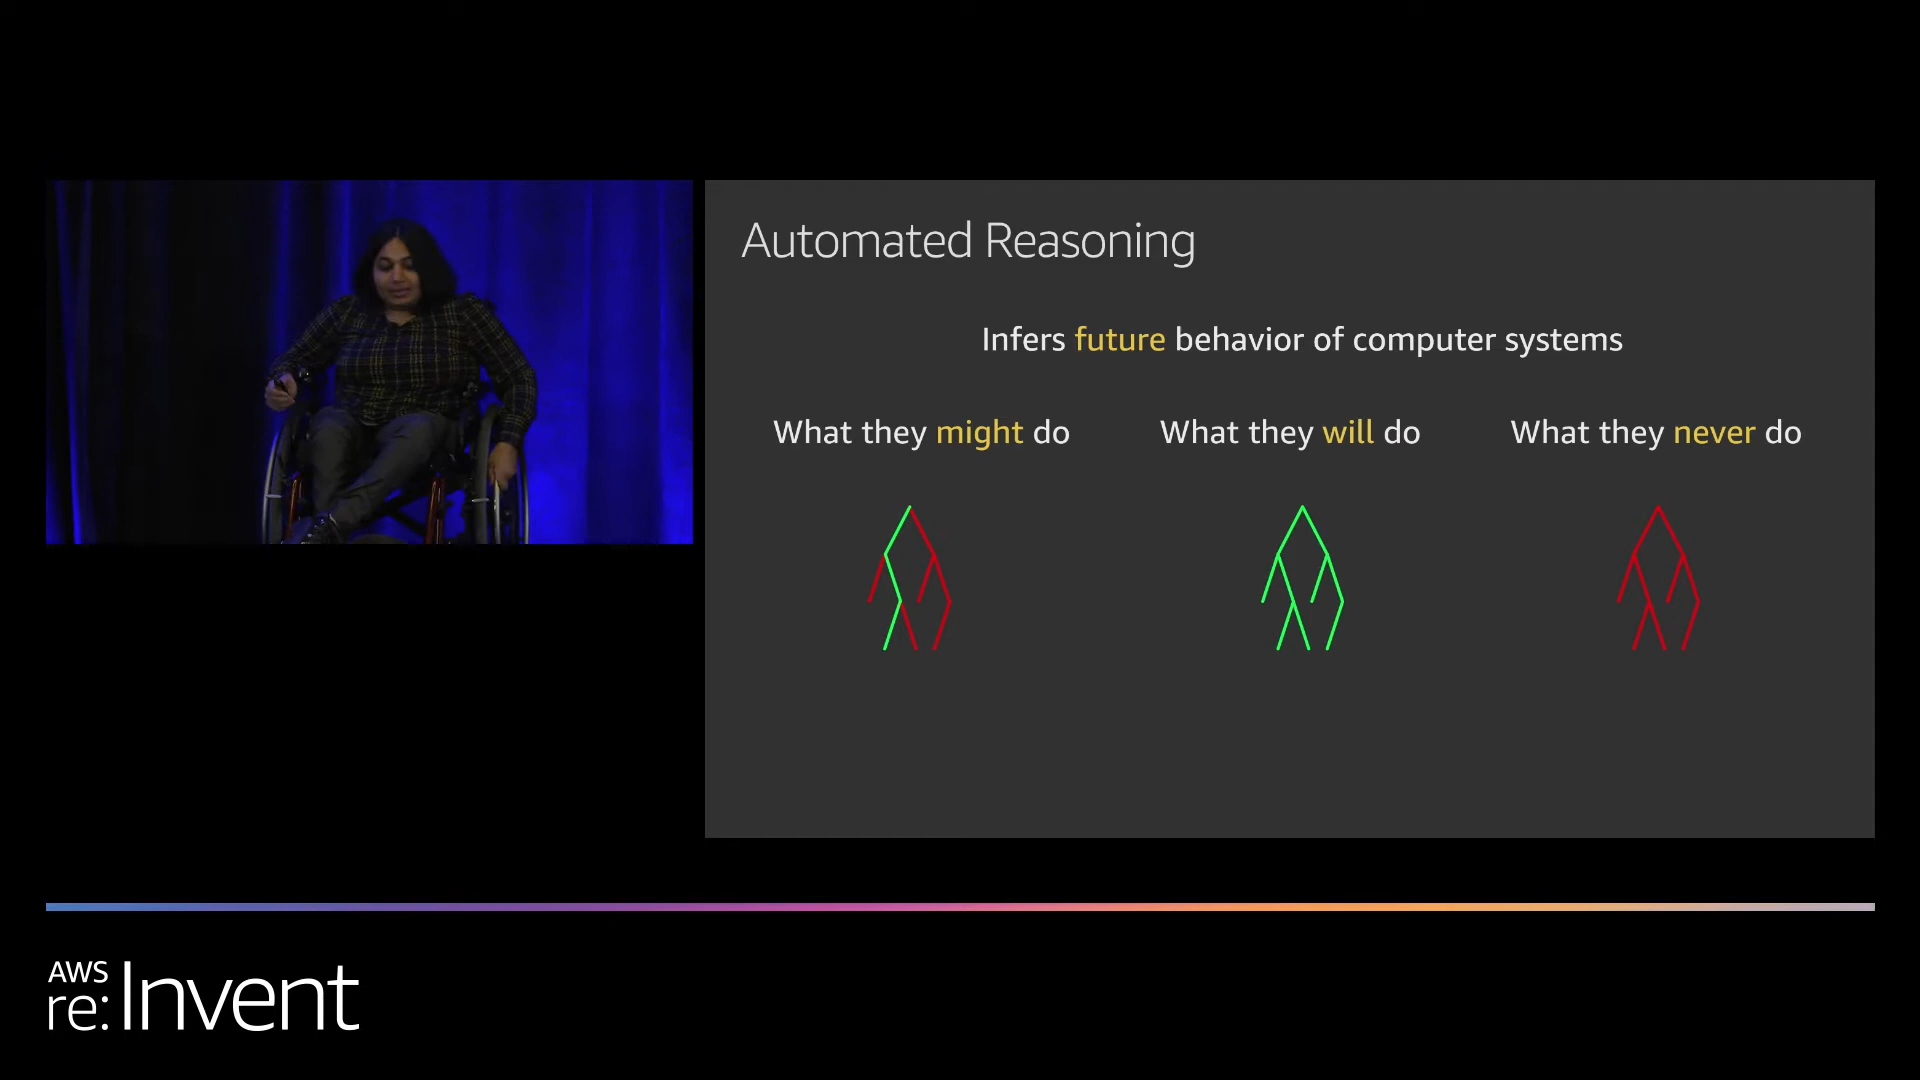 Automated Reasoning
Infers future behavior of computer systems
What they might do
What they will do
What they never do
AWS
re:Invent